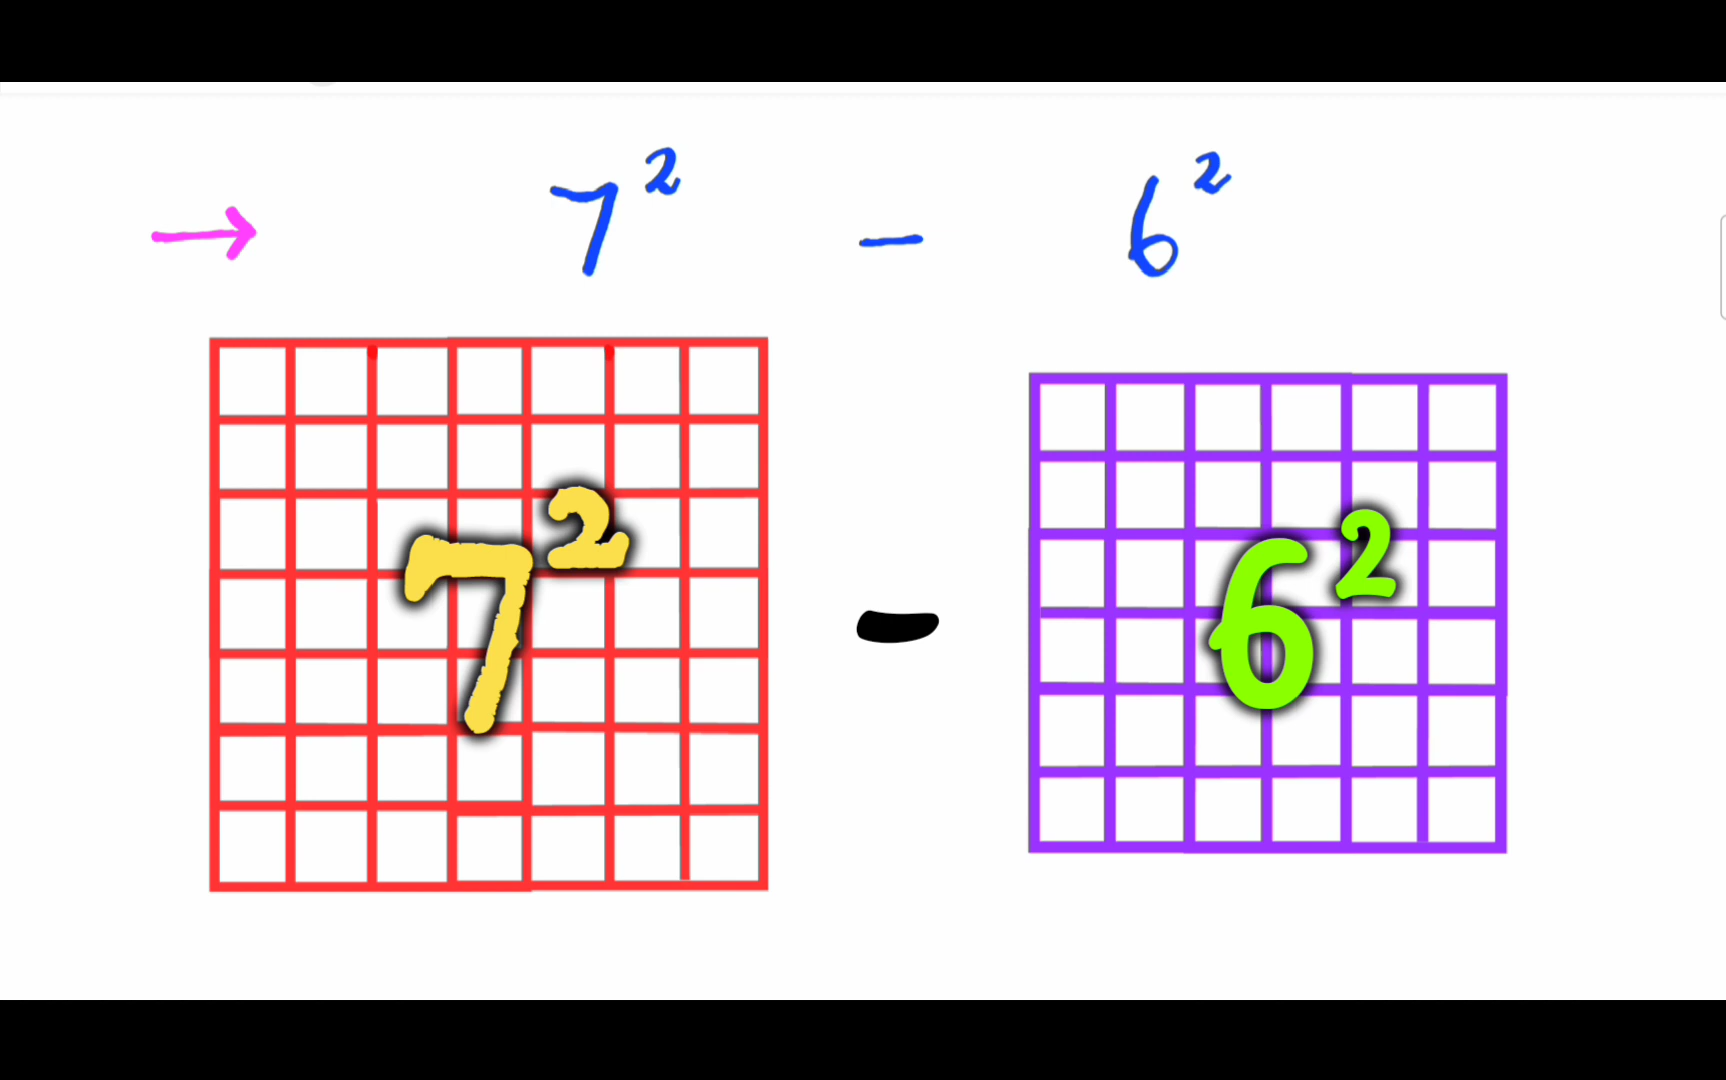 → 7² - 6²
7² - 6²